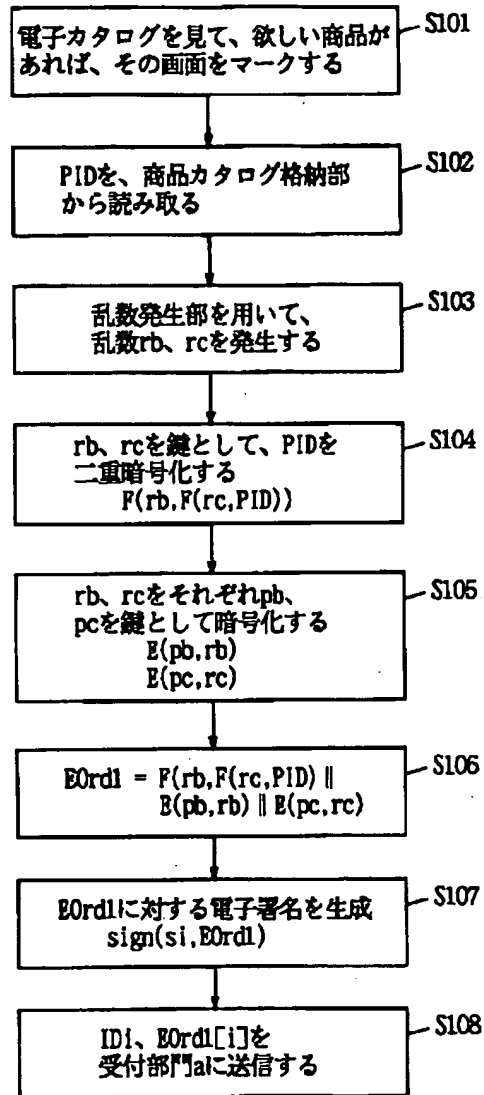 電子カタログを見て、欲しい商品が
あれば、その画面をマークする
S101
PIDを、商品カタログ格納部
から読み取る
S102
乱数発生部を用いて、
乱数rb、rcを発生する
S103
rb、rcを鍵として、PIDを
二重暗号化する
F(rb,F(rc,PID))
S104
rb、rcをそれぞれpb、
pcを鍵として暗号化する
E(pb,rb)
E(pc,rc)
S105
EOrd1 = F(rb,F(rc,PID)‖
E(pb,rb)‖E(pc,rc)
S106
EOrd1に対する電子署名を生成
sign(si,EOrd1)
S107
IDi、EOrd1[i]を
受付部門aに送信する
S108